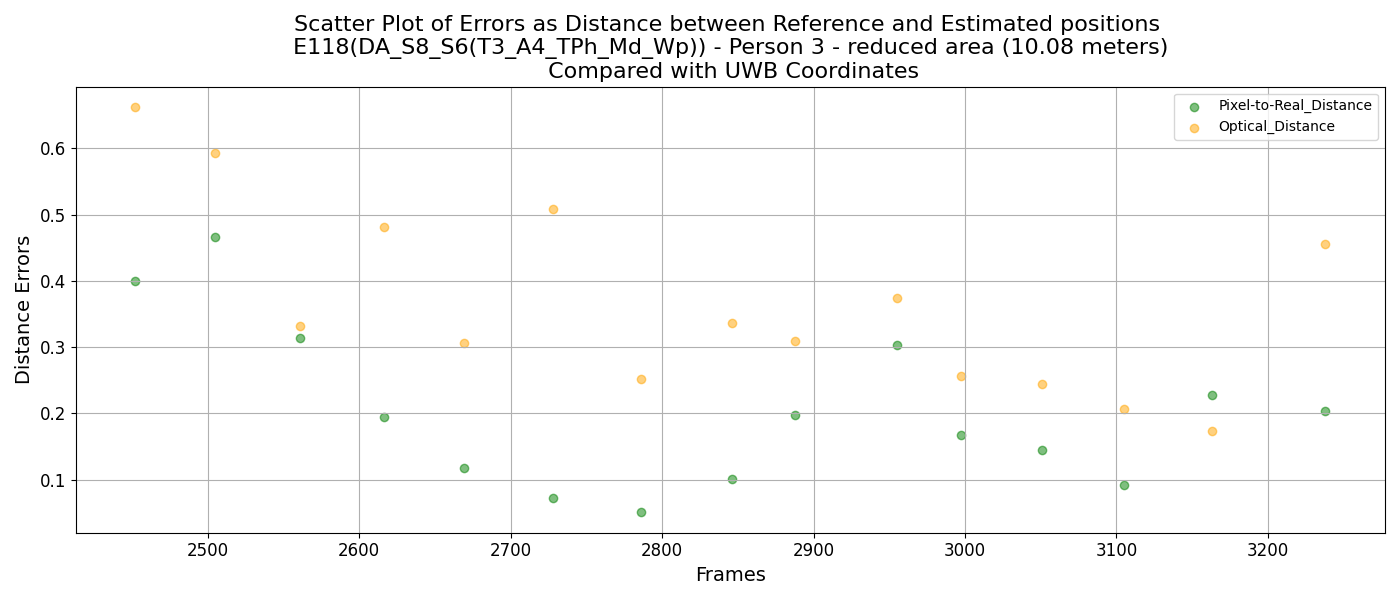 Scatter Plot of Errors as Distance between Reference and Estimated positions
E118(DA_S8_S6(T3_A4_TPh_Md_Wp)) - Person 3 - reduced area (10.08 meters)
Compared with UWB Coordinates
Pixel-to-Real_Distance
Optical_Distance
Distance Errors
0.6
0.5
0.4
0.3
0.2
0.1
2500 2600 2700 2800 2900 3000 3100 3200
Frames